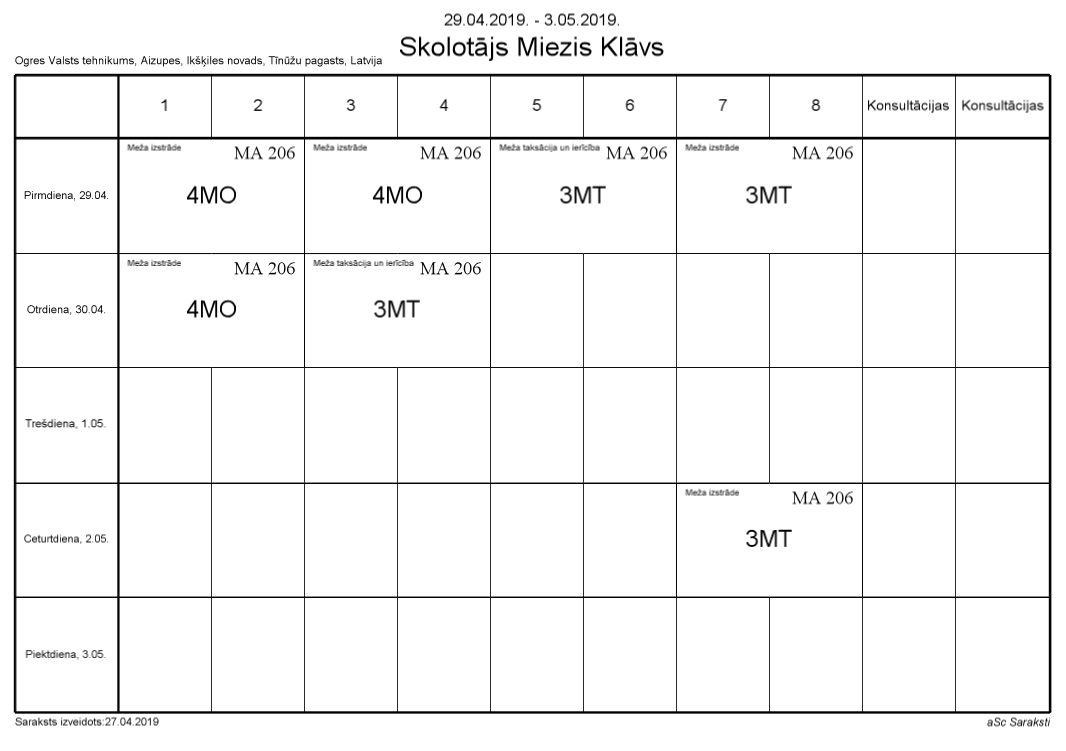 29.04.2019. - 3.05.2019.
Skolotājs Miezis Klāvs
Ogres Valsts tehnikums, Aizupes, Ikšķiles novads, Tīnūžu pagasts, Latvija
1 2 3 4 5 6 7 8 Konsultācijas Konsultācijas
Meža izstrāde MA 206 Meža izstrāde MA 206 Meža taksācija un ierīcība MA 206 Meža izstrāde MA 206
Pirmdiena, 29.04. 4MO 4MO 3MT 3MT
Meža izstrāde MA 206 Meža taksācija un ierīcība MA 206
Otrdiena, 30.04. 4MO 3MT
Trešdiena, 1.05.
Meža izstrāde MA 206
Ceturtdiena, 2.05. 3MT
Piektdiena, 3.05.
Saraksts izveidots:27.04.2019 aSc Saraksti